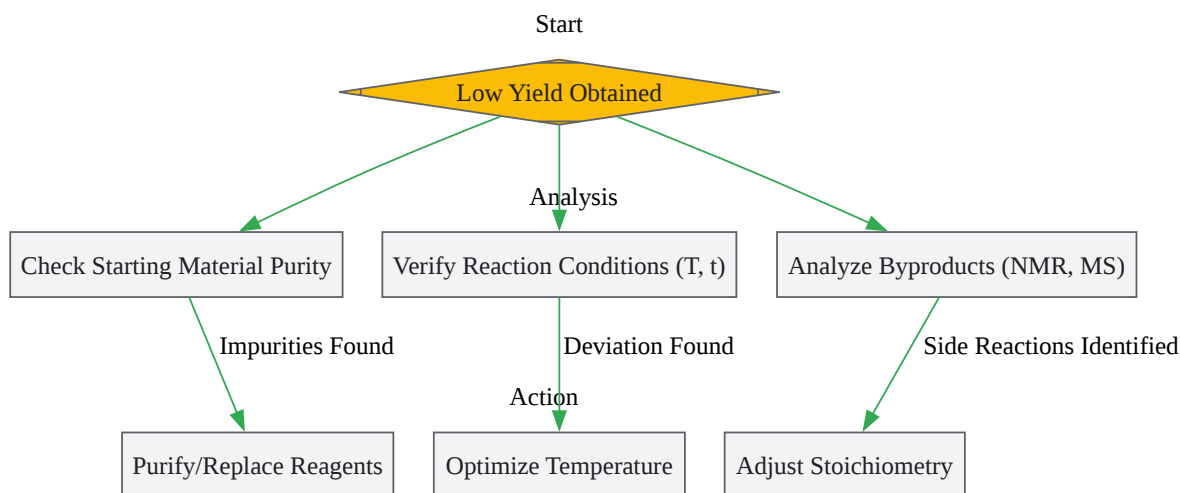 Start
Low Yield Obtained
Analysis
Check Starting Material Purity
Verify Reaction Conditions (T, t)
Analyze Byproducts (NMR, MS)
Impurities Found
Deviation Found
Side Reactions Identified
Action
Purify/Replace Reagents
Optimize Temperature
Adjust Stoichiometry